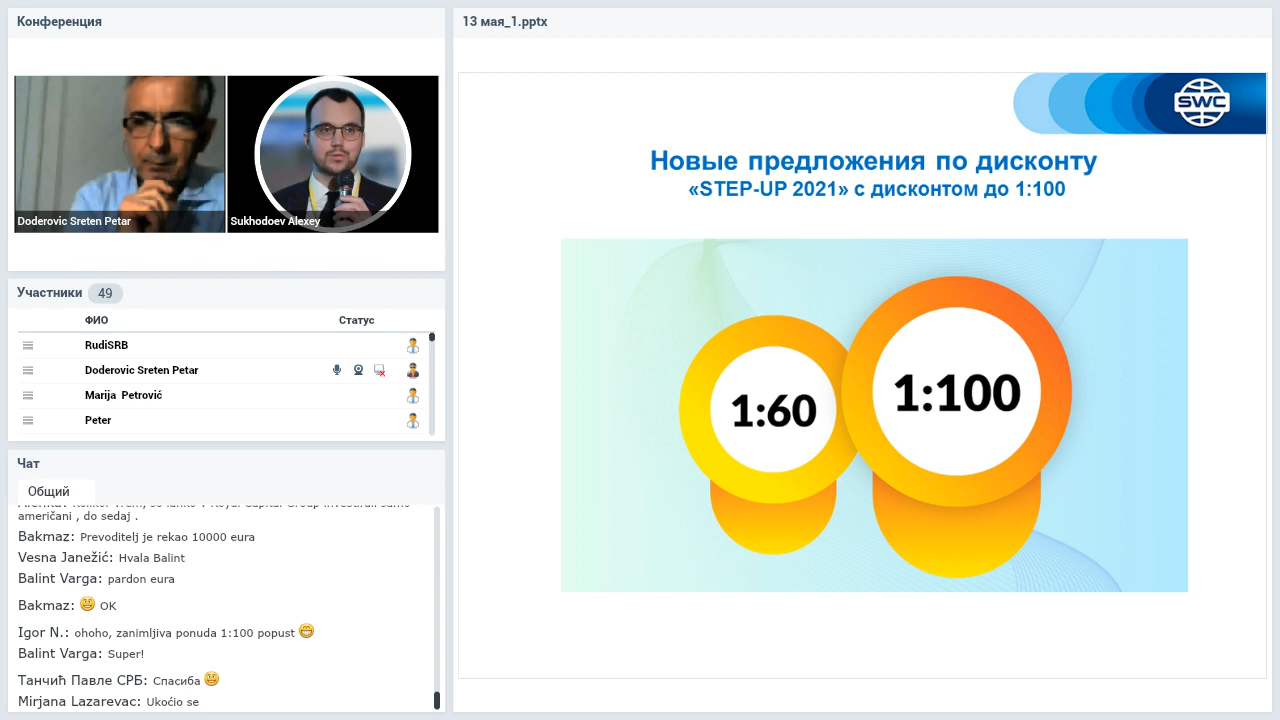 Конференция
Doderovic Sreten Petar
Sukhodoev Alexey
Участники 49
ФИО Статус
RudiSRB
Doderovic Sreten Petar
Marija Petrović
Peter
Чат
Общий
američani , do sedaj .
Bakmaz: Prevoditelj je rekao 10000 eura
Vesna Janežić: Hvala Balint
Balint Varga: pardon eura
Bakmaz: OK
Igor N.: ohoho, zanimljiva ponuda 1:100 popust
Balint Varga: Super!
Танчић Павле СРБ: Спасиба
Mirjana Lazarevac: Ukoćio se
13 мая_1.pptx
SWC
Новые предложения по дисконту
«STEP-UP 2021» с дисконтом до 1:100
1:60
1:100